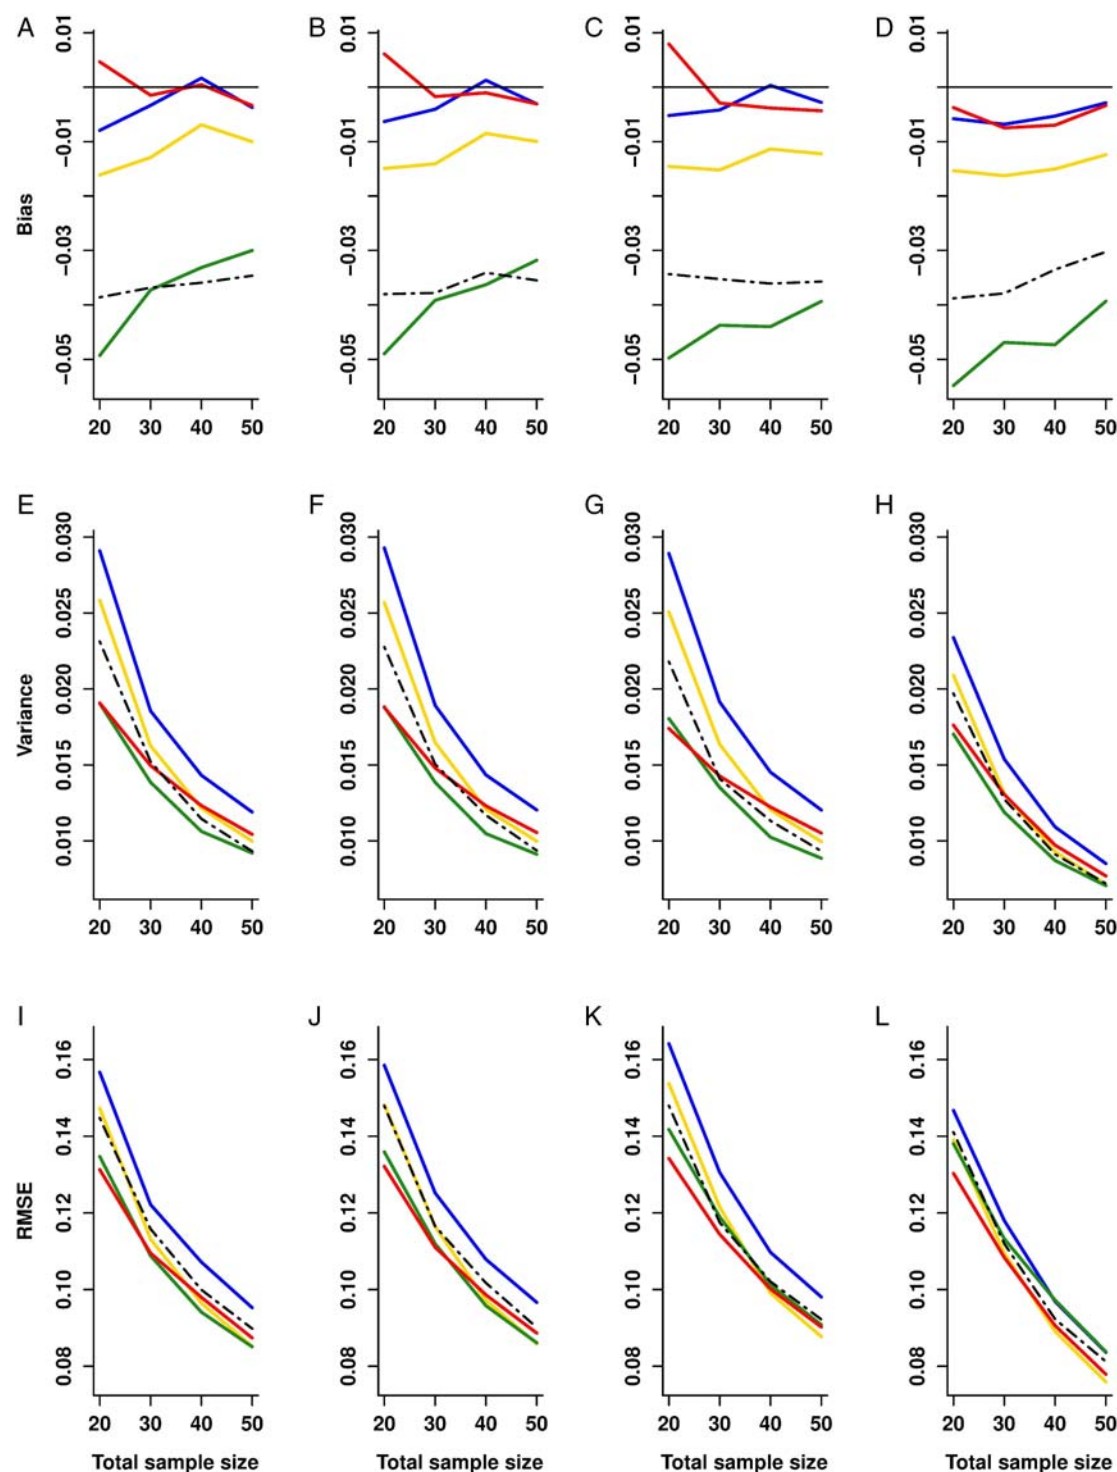 A B C D
0.01 0.01 0.01 0.01
−0.01 −0.01 −0.01 −0.01
Bias
−0.03 −0.03 −0.03 −0.03
−0.05 −0.05 −0.05 −0.05
20 30 40 50 20 30 40 50 20 30 40 50 20 30 40 50
E F G H
0.030 0.030 0.030 0.030
0.025 0.025 0.025 0.025
0.020 0.020 0.020 0.020
Variance
0.015 0.015 0.015 0.015
0.010 0.010 0.010 0.010
20 30 40 50 20 30 40 50 20 30 40 50 20 30 40 50
I J K L
0.16 0.16 0.16 0.16
0.14 0.14 0.14 0.14
RMSE
0.12 0.12 0.12 0.12
0.10 0.10 0.10 0.10
0.08 0.08 0.08 0.08
20 30 40 50 20 30 40 50 20 30 40 50 20 30 40 50
Total sample size Total sample size Total sample size Total sample size